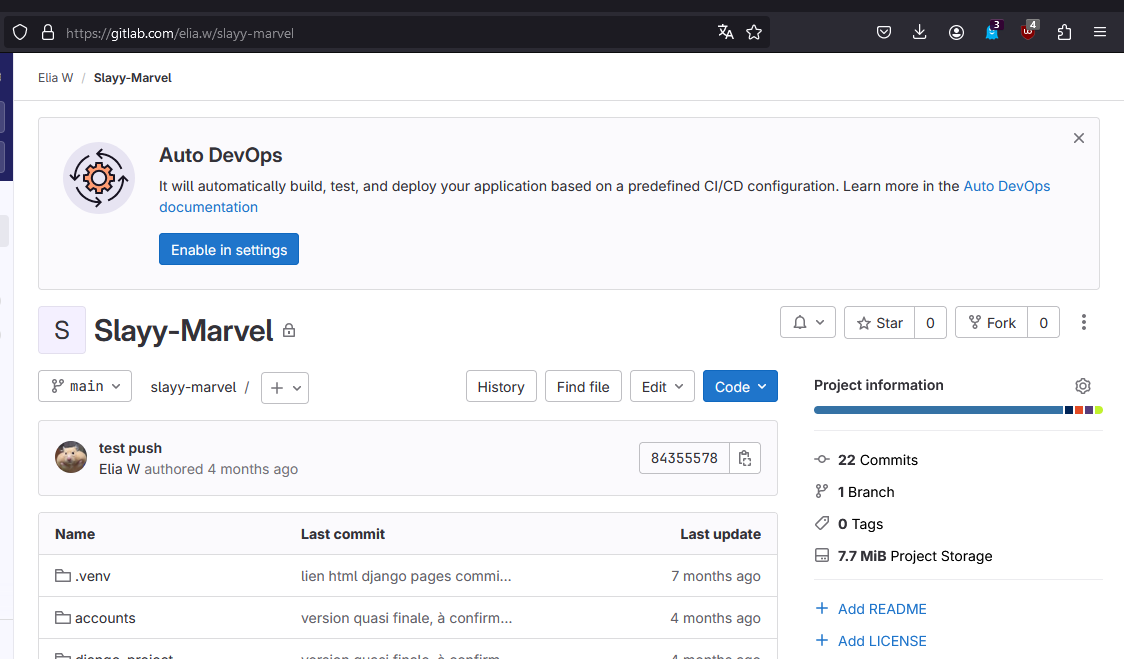 https://gitlab.com/elia.w/slayy-marvel
3
4
Elia W / Slayy-Marvel
Auto DevOps
It will automatically build, test, and deploy your application based on a predefined CI/CD configuration. Learn more in the Auto DevOps
documentation
Enable in settings
S Slayy-Marvel
Star 0 Fork 0
main slayy-marvel / + History Find file Edit Code
test push
Elia W authored 4 months ago
84355578
Name Last commit Last update
.venv lien html django pages commi... 7 months ago
accounts version quasi finale, à confirm... 4 months ago
django_project version quasi finale, à confirm... 4 months ago
Project information
22 Commits
1 Branch
0 Tags
7.7 MiB Project Storage
+ Add README
+ Add LICENSE